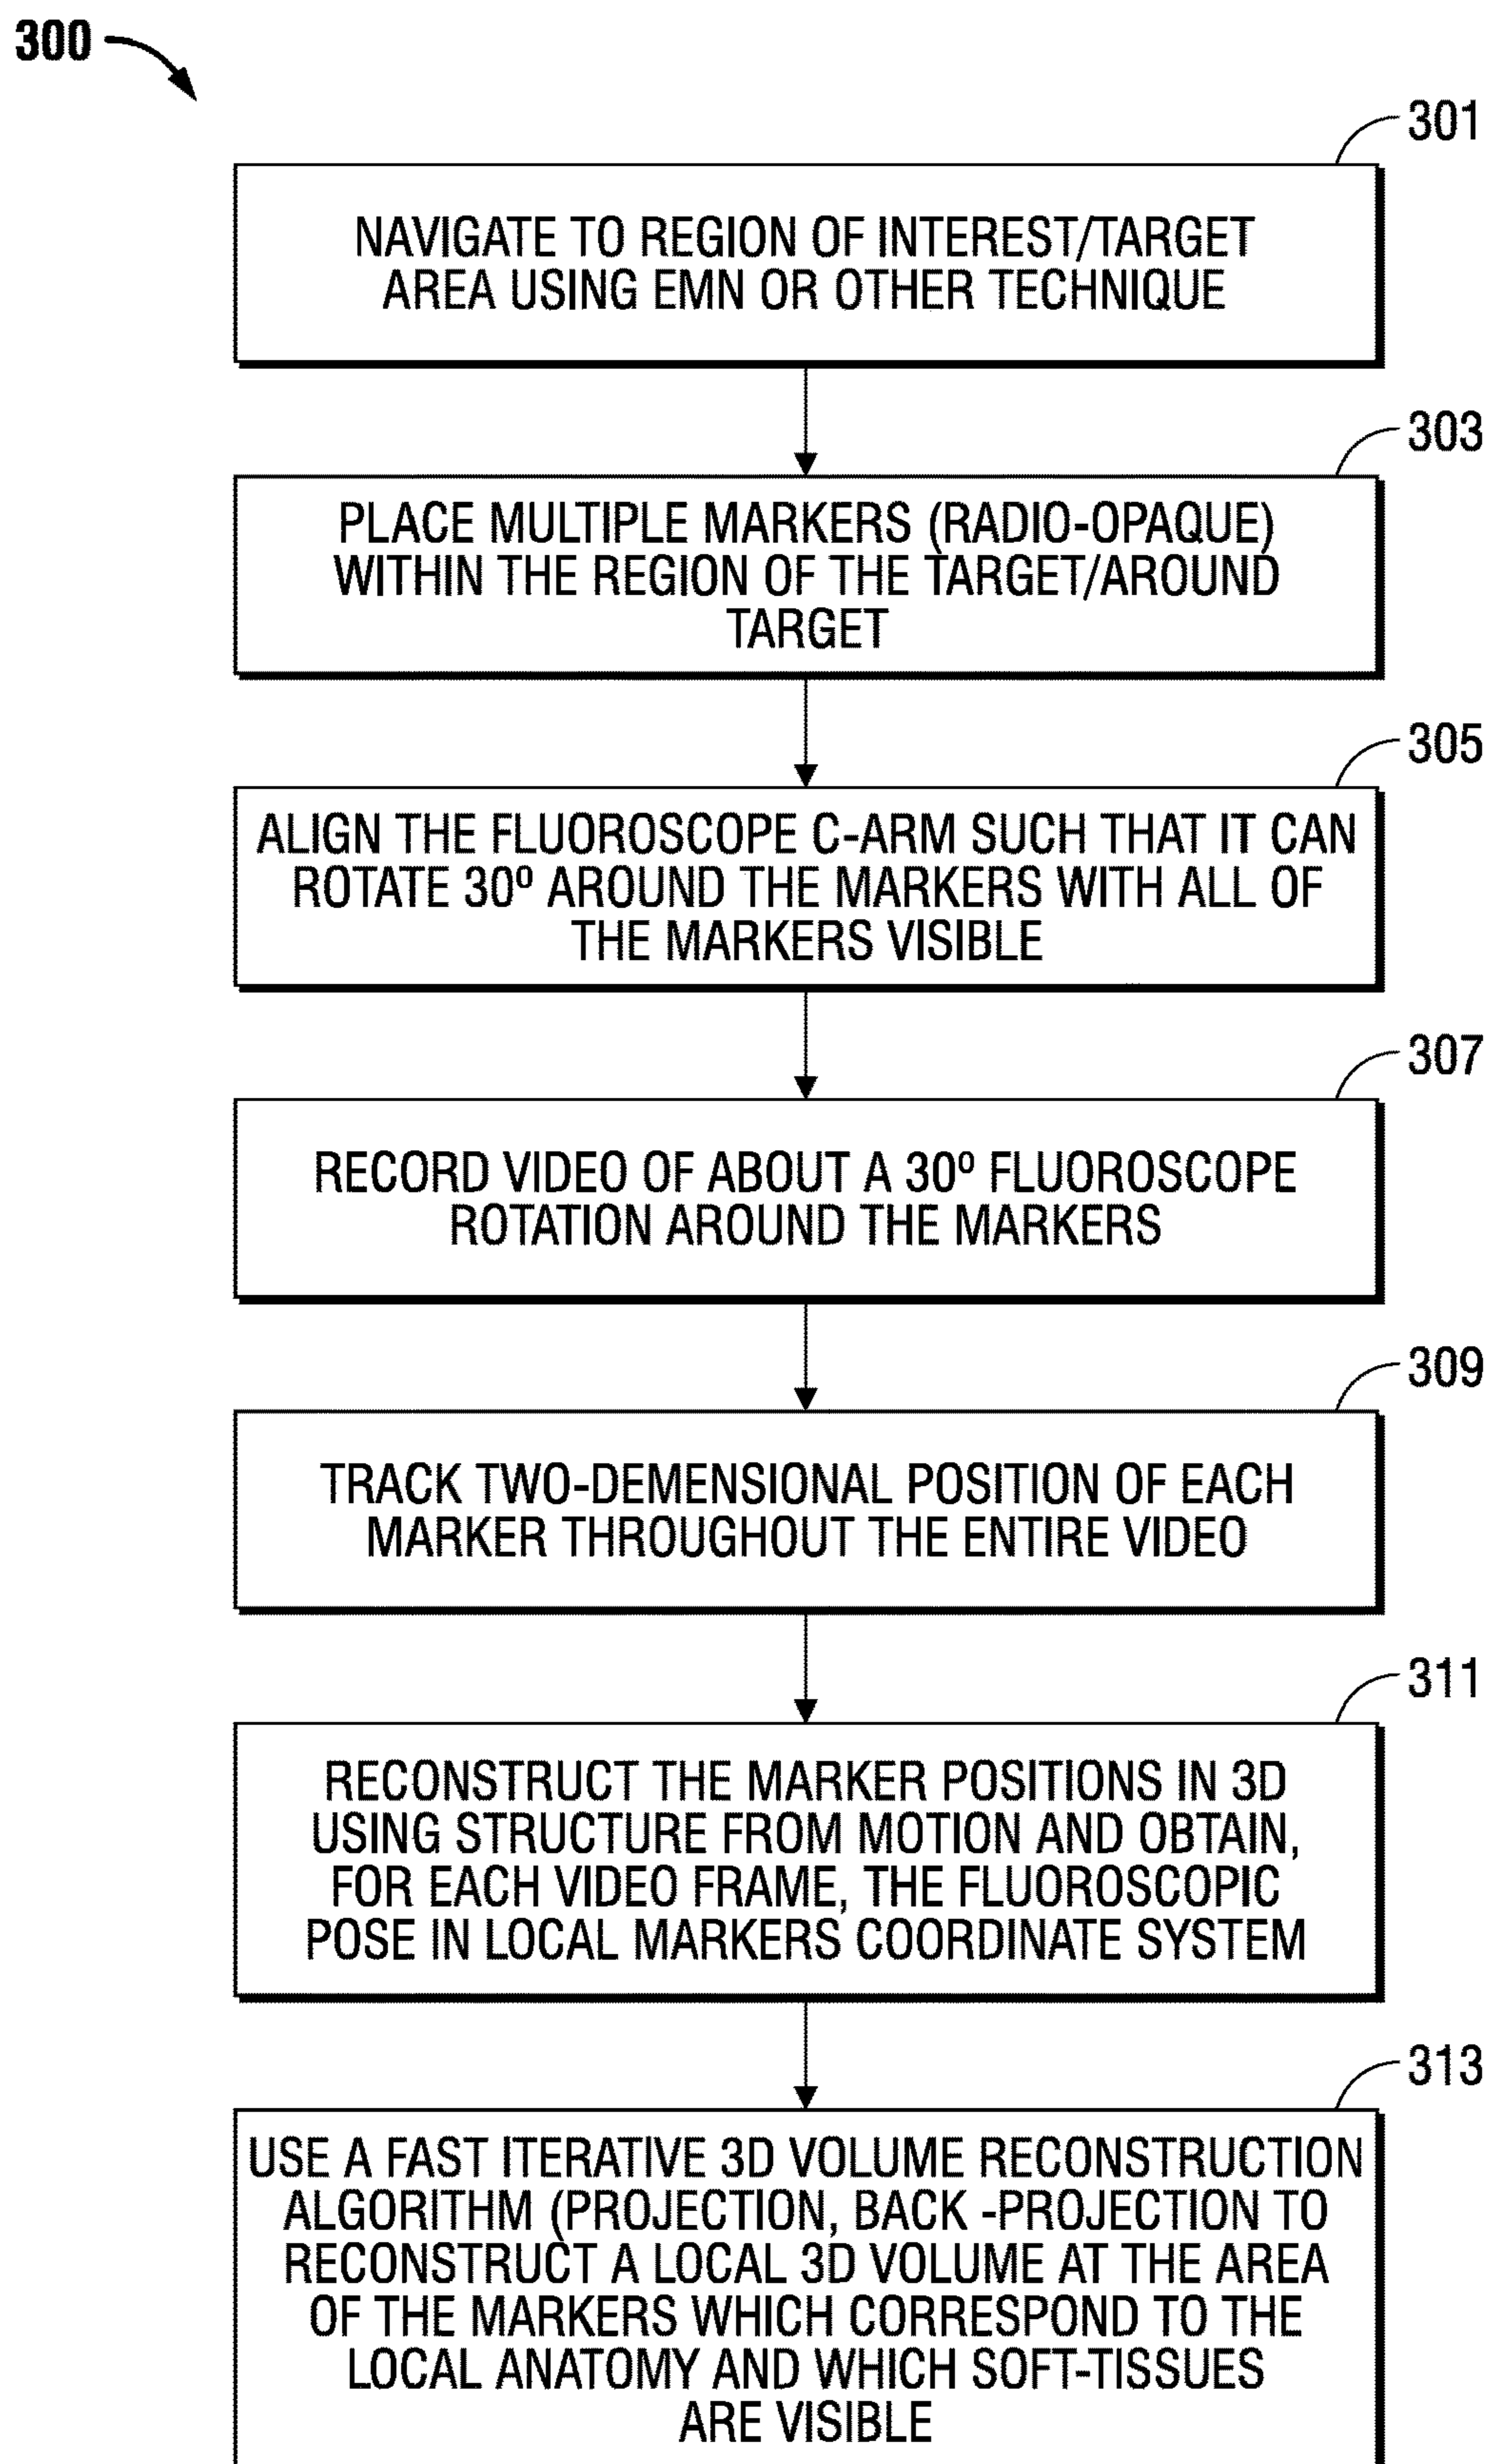 300
301
NAVIGATE TO REGION OF INTEREST/TARGET
AREA USING EMN OR OTHER TECHNIQUE
303
PLACE MULTIPLE MARKERS (RADIO-OPAQUE)
WITHIN THE REGION OF THE TARGET/AROUND
TARGET
305
ALIGN THE FLUOROSCOPE C-ARM SUCH THAT IT CAN
ROTATE 30º AROUND THE MARKERS WITH ALL OF
THE MARKERS VISIBLE
307
RECORD VIDEO OF ABOUT A 30º FLUOROSCOPE
ROTATION AROUND THE MARKERS
309
TRACK TWO-DEMENSIONAL POSITION OF EACH
MARKER THROUGHOUT THE ENTIRE VIDEO
311
RECONSTRUCT THE MARKER POSITIONS IN 3D
USING STRUCTURE FROM MOTION AND OBTAIN,
FOR EACH VIDEO FRAME, THE FLUOROSCOPIC
POSE IN LOCAL MARKERS COORDINATE SYSTEM
313
USE A FAST ITERATIVE 3D VOLUME RECONSTRUCTION
ALGORITHM (PROJECTION, BACK -PROJECTION TO
RECONSTRUCT A LOCAL 3D VOLUME AT THE AREA
OF THE MARKERS WHICH CORRESPOND TO THE
LOCAL ANATOMY AND WHICH SOFT-TISSUES
ARE VISIBLE